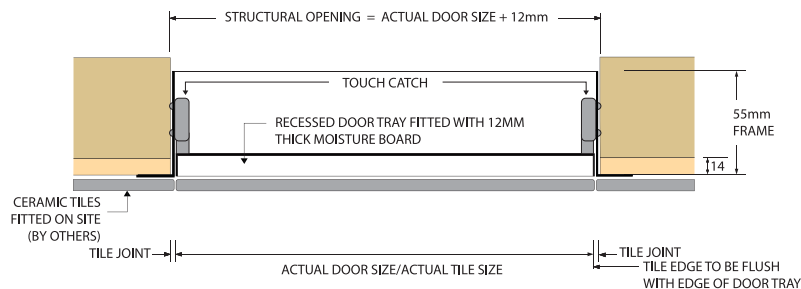 STRUCTURAL OPENING = ACTUAL DOOR SIZE + 12mm
TOUCH CATCH
RECESSED DOOR TRAY FITTED WITH 12MM
THICK MOISTURE BOARD
55mm
FRAME
14
CERAMIC TILES
FITTED ON SITE
(BY OTHERS)
TILE JOINT
ACTUAL DOOR SIZE/ACTUAL TILE SIZE
TILE JOINT
TILE EDGE TO BE FLUSH
WITH EDGE OF DOOR TRAY